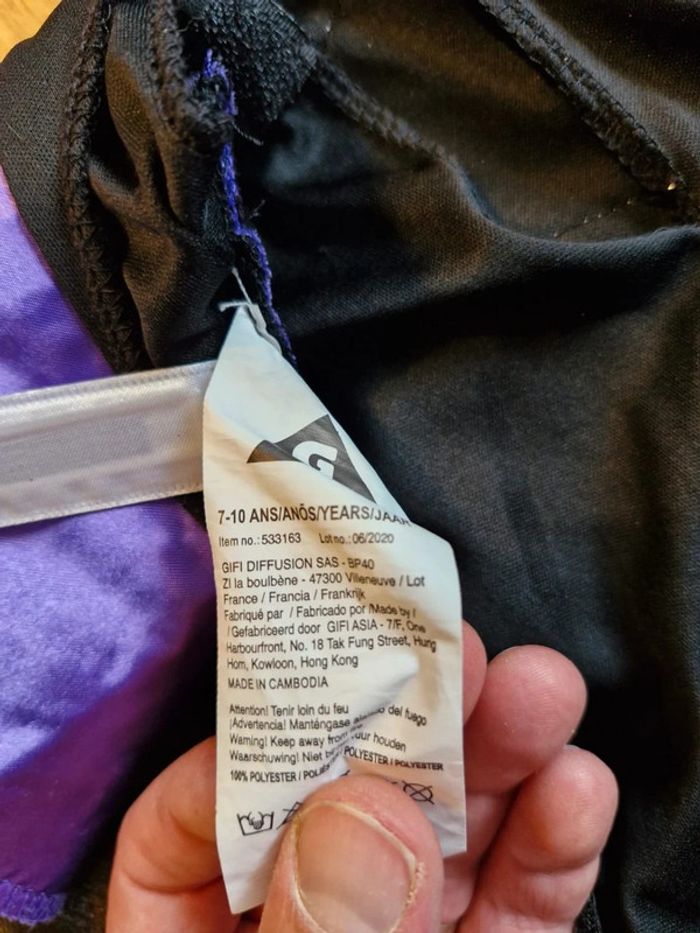 G
7-10 ANS/ANÕS/YEARS/JAAR
Item no.:533163 Lot no.:06/2020
GIFI DIFFUSION SAS - BP40
ZI la boulbène - 47300 Villeneuve / Lot
France / Francia / Frankrijk
Fabriqué par / Fabricado por /Made by /
/Gefabriceerd door GIFI ASIA - 7/F, One
Harbourfront, No. 18 Tak Fung Street, Hung
Hom, Kowloon, Hong Kong
MADE IN CAMBODIA
Attention! Tenir loin du feu
¡Advertencia! Manténgase del fuego
Warning! Keep away from
Waarschuwing! Niet vuur houden
100% POLYESTER / POLYESTER / POLYESTER